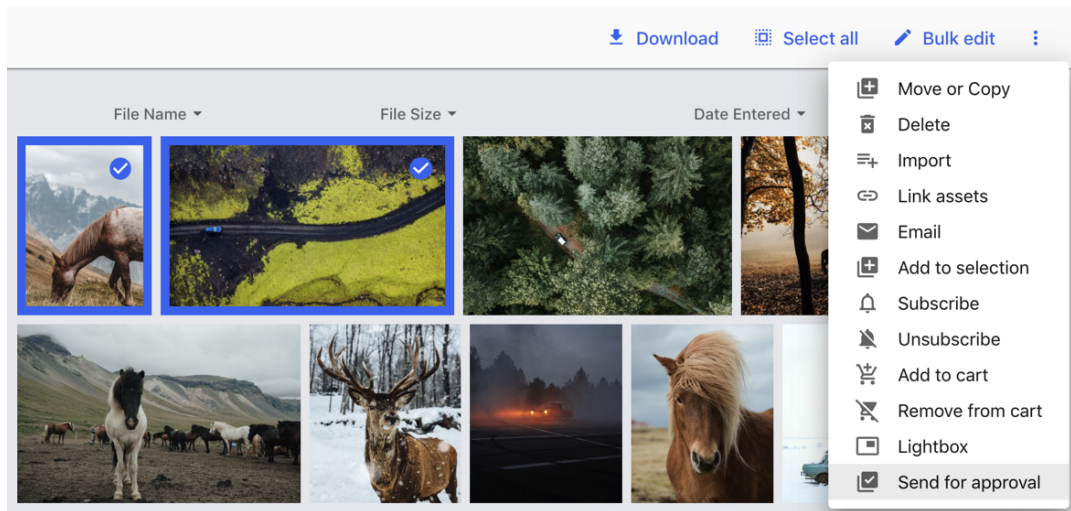 Download
Select all
Bulk edit
File Name
File Size
Date Entered
Move or Copy
Delete
Import
Link assets
Email
Add to selection
Subscribe
Unsubscribe
Add to cart
Remove from cart
Lightbox
Send for approval